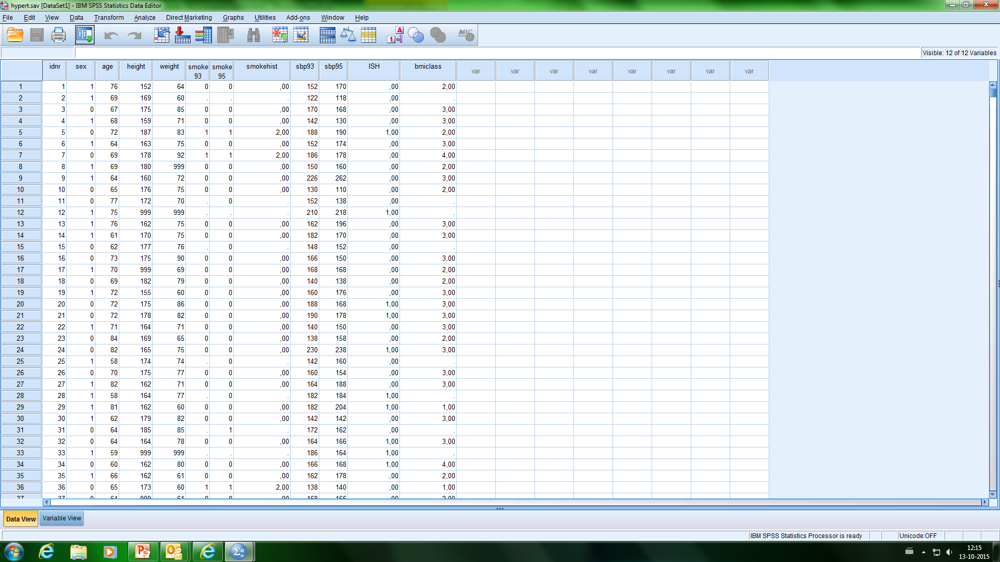 hypert.sav [DataSet1] - IBM SPSS Statistics Data Editor
File Edit View Data Transform Analyze Direct Marketing Graphs Utilities Add-ons Window Help
Visible: 12 of 12 Variables
idnr sex age height weight smoke93 smoke95 smokehist sbp93 sbp95 ISH bmiclass var var var var var var var var
1 1 1 76 152 64 0 0 ,00 152 170 ,00 2,00
2 2 1 69 169 60 . . . 122 118 ,00 .
3 3 0 67 175 85 0 0 ,00 170 168 ,00 3,00
4 4 1 68 159 71 0 0 ,00 142 130 ,00 3,00
5 5 0 72 187 83 1 1 2,00 188 190 1,00 2,00
6 6 1 64 163 75 0 0 ,00 152 174 ,00 3,00
7 7 0 69 178 92 1 1 2,00 186 178 ,00 4,00
8 8 1 69 180 999 0 0 ,00 150 160 ,00 2,00
9 9 1 64 160 72 0 0 ,00 226 262 ,00 3,00
10 10 0 65 176 75 0 0 ,00 130 110 ,00 2,00
11 11 0 77 172 70 . 0 . 152 138 ,00 .
12 12 1 75 999 999 . . . 210 218 1,00 .
13 13 1 76 162 75 0 0 ,00 162 196 ,00 3,00
14 14 1 61 170 75 0 0 ,00 182 170 ,00 3,00
15 15 0 62 177 76 . 0 . 148 152 ,00 .
16 16 0 73 175 90 0 0 ,00 166 150 ,00 3,00
17 17 1 70 999 69 0 0 ,00 168 168 ,00 2,00
18 18 0 69 182 79 0 0 ,00 140 138 ,00 2,00
19 19 1 72 155 60 0 0 ,00 160 176 ,00 3,00
20 20 0 72 175 86 0 0 ,00 188 168 1,00 3,00
21 21 0 72 178 82 0 0 ,00 190 178 1,00 3,00
22 22 1 71 164 71 0 0 ,00 140 150 ,00 3,00
23 23 0 84 169 65 0 0 ,00 138 158 ,00 2,00
24 24 0 82 165 75 0 0 ,00 230 238 1,00 3,00
25 25 1 58 174 74 . 0 . 142 160 ,00 .
26 26 0 70 175 77 0 0 ,00 160 154 ,00 3,00
27 27 1 82 162 71 0 0 ,00 164 188 ,00 3,00
28 28 1 58 164 77 . 0 . 182 184 1,00 .
29 29 1 81 162 60 0 0 ,00 182 204 1,00 1,00
30 30 1 62 179 82 0 0 ,00 142 142 ,00 3,00
31 31 0 64 185 85 . 1 . 172 162 ,00 .
32 32 0 64 164 78 0 0 ,00 164 166 1,00 3,00
33 33 1 59 999 999 . . . 186 164 1,00 .
34 34 0 60 162 80 0 0 ,00 166 168 1,00 4,00
35 35 1 66 162 61 0 0 ,00 162 178 ,00 2,00
36 36 0 65 173 60 1 1 2,00 138 140 ,00 1,00
37 37 0 64 999 61 0 0 ,00 168 166 ,00 2,00
Data View Variable View
IBM SPSS Statistics Processor is ready Unicode:OFF
12:15
13-10-2015